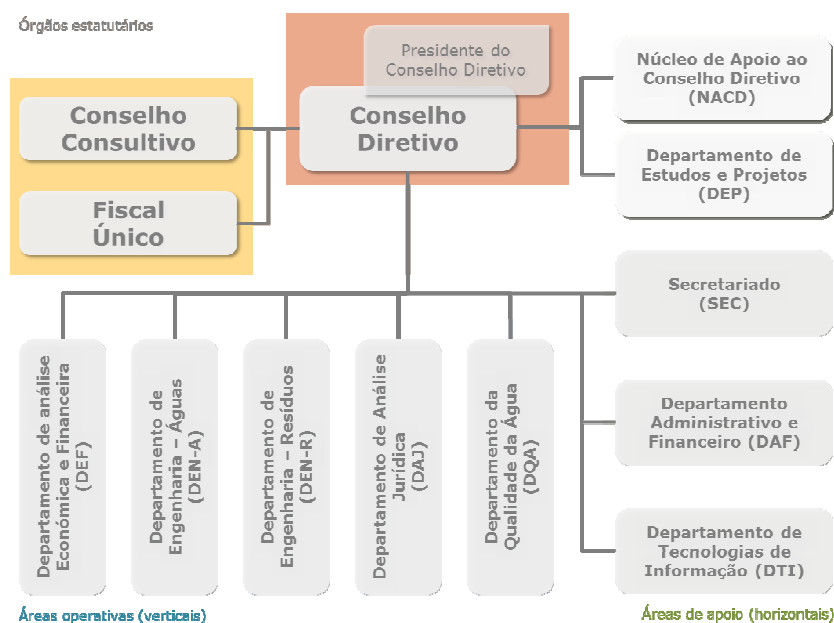 Órgãos estatutários
Presidente do
Conselho Diretivo
Conselho
Consultivo
Conselho
Diretivo
Fiscal
Único
Núcleo de Apoio ao
Conselho Diretivo
(NACD)
Departamento de
Estudos e Projetos
(DEP)
Secretariado
(SEC)
Departamento
Administrativo e
Financeiro (DAF)
Departamento de
Tecnologias de
Informação (DTI)
Departamento de análise
Económica e Financeira
(DEF)
Departamento de
Engenharia – Águas
(DEN-A)
Departamento de
Engenharia – Resíduos
(DEN-R)
Departamento de Análise
Jurídica
(DAJ)
Departamento da
Qualidade da Água
(DQA)
Áreas operativas (verticais)
Áreas de apoio (horizontais)